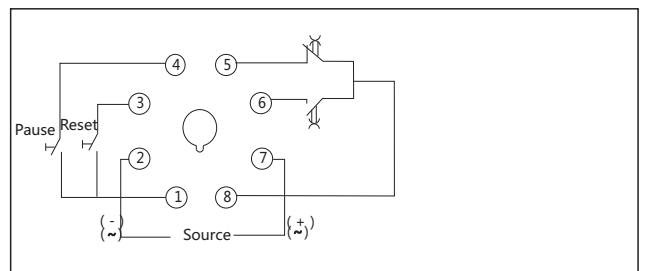 4 5
3 6
Pause Reset
2 7
1 8
( - ) ( + )
( ~ ) Source ( ~ )